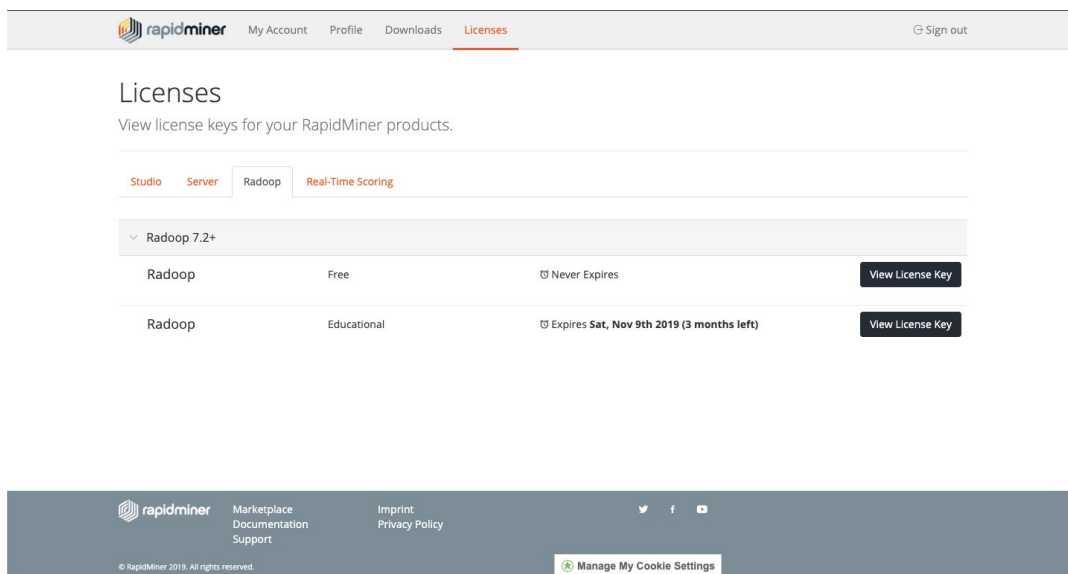 rapidminer My Account Profile Downloads Licenses Sign out
Licenses
View license keys for your RapidMiner products.
Studio Server Radoop Real-Time Scoring
Radoop 7.2+
Radoop Free Never Expires View License Key
Radoop Educational Expires Sat, Nov 9th 2019 (3 months left) View License Key
rapidminer Marketplace Imprint
Documentation Privacy Policy
Support
© RapidMiner 2019. All rights reserved. Manage My Cookie Settings